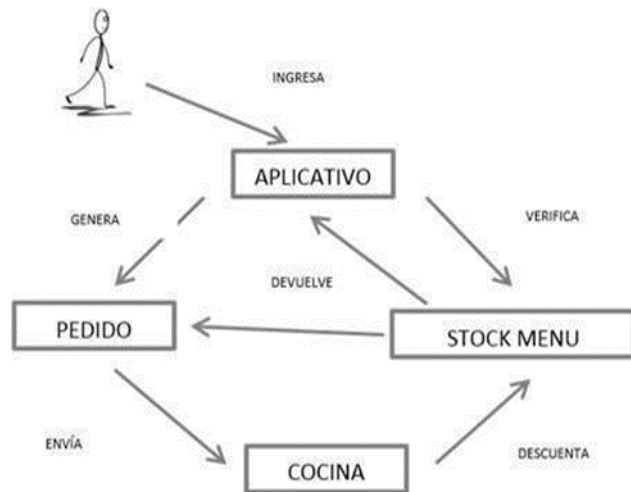 INGRESA
APLICATIVO
GENERA
VERIFICA
DEVUELVE
PEDIDO
STOCK MENU
ENVÍA
COCINA
DESCUENTA